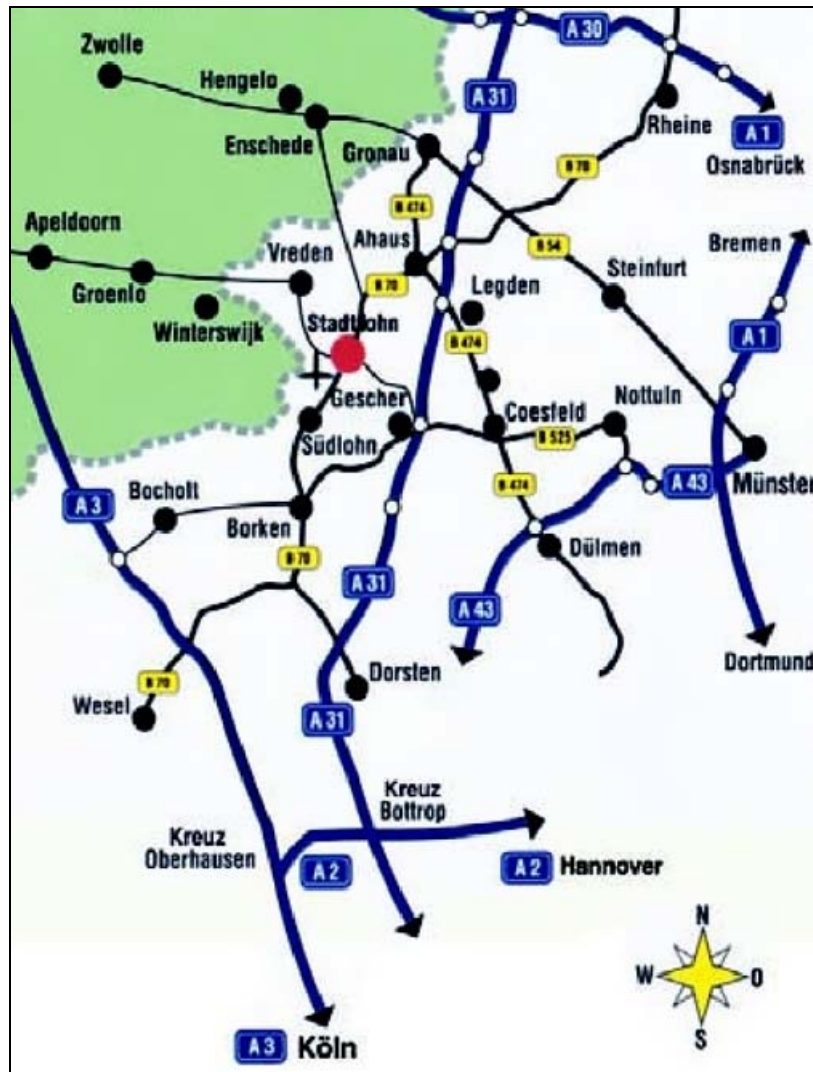 A 30
Zwolle
Hengelo
A 31
Rheine
A 1
Enschede
Gronau
Osnabrück
B 70
B 474
Apeldoorn
Ahaus
Vreden
B 54
Bremen
Groenlo
B 70
Legden
Steinfurt
Winterswijk
Stadtlohn
B 474
A 1
Gescher
Nottuln
Coesfeld
Südlohn
B 525
Bocholt
B 474
A 43
Münster
A 3
Borken
Dülmen
B 70
A 31
A 43
Dortmund
B 70
Dorsten
Wesel
A 31
Kreuz
Bottrop
Kreuz
Oberhausen
A 2
A 2 Hannover
N
W O
S
A 3 Köln